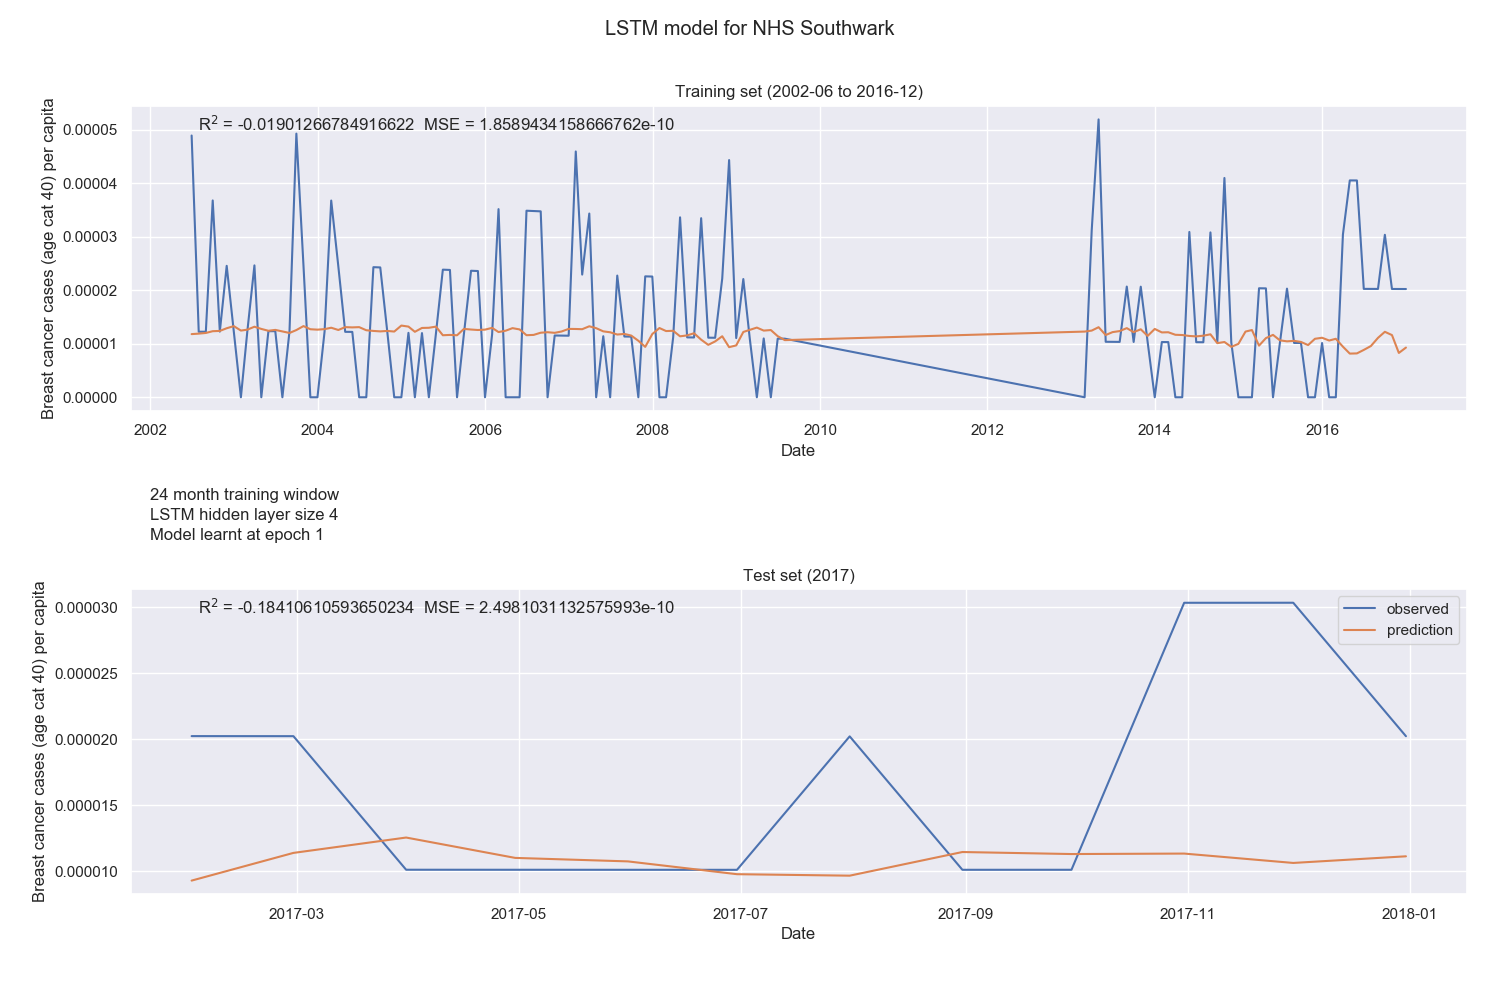 LSTM model for NHS Southwark
Training set (2002-06 to 2016-12)
R² = -0.01901266784916622 MSE = 1.8589434158666762e-10
Breast cancer cases (age cat 40) per capita
0.00005
0.00004
0.00003
0.00002
0.00001
0.00000
2002 2004 2006 2008 2010 2012 2014 2016
Date
24 month training window
LSTM hidden layer size 4
Model learnt at epoch 1
Test set (2017)
R² = -0.18410610593650234 MSE = 2.4981031132575993e-10
observed
prediction
Breast cancer cases (age cat 40) per capita
0.000030
0.000025
0.000020
0.000015
0.000010
2017-03 2017-05 2017-07 2017-09 2017-11 2018-01
Date